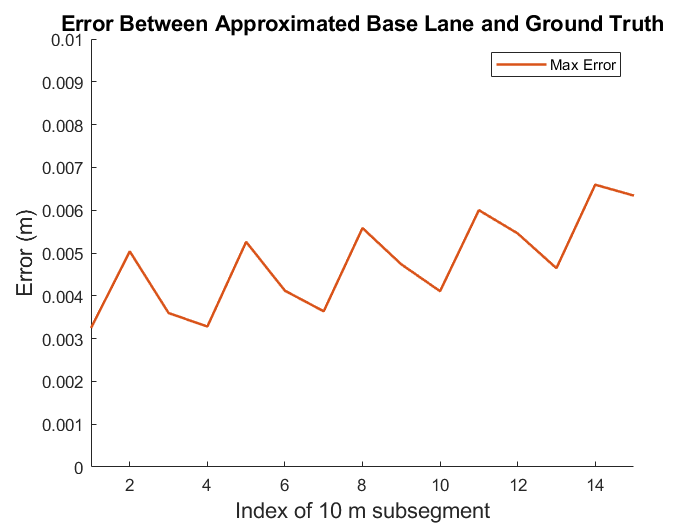 Error Between Approximated Base Lane and Ground Truth
Max Error
Error (m)
0.01
0.009
0.008
0.007
0.006
0.005
0.004
0.003
0.002
0.001
0
2 4 6 8 10 12 14
Index of 10 m subsegment